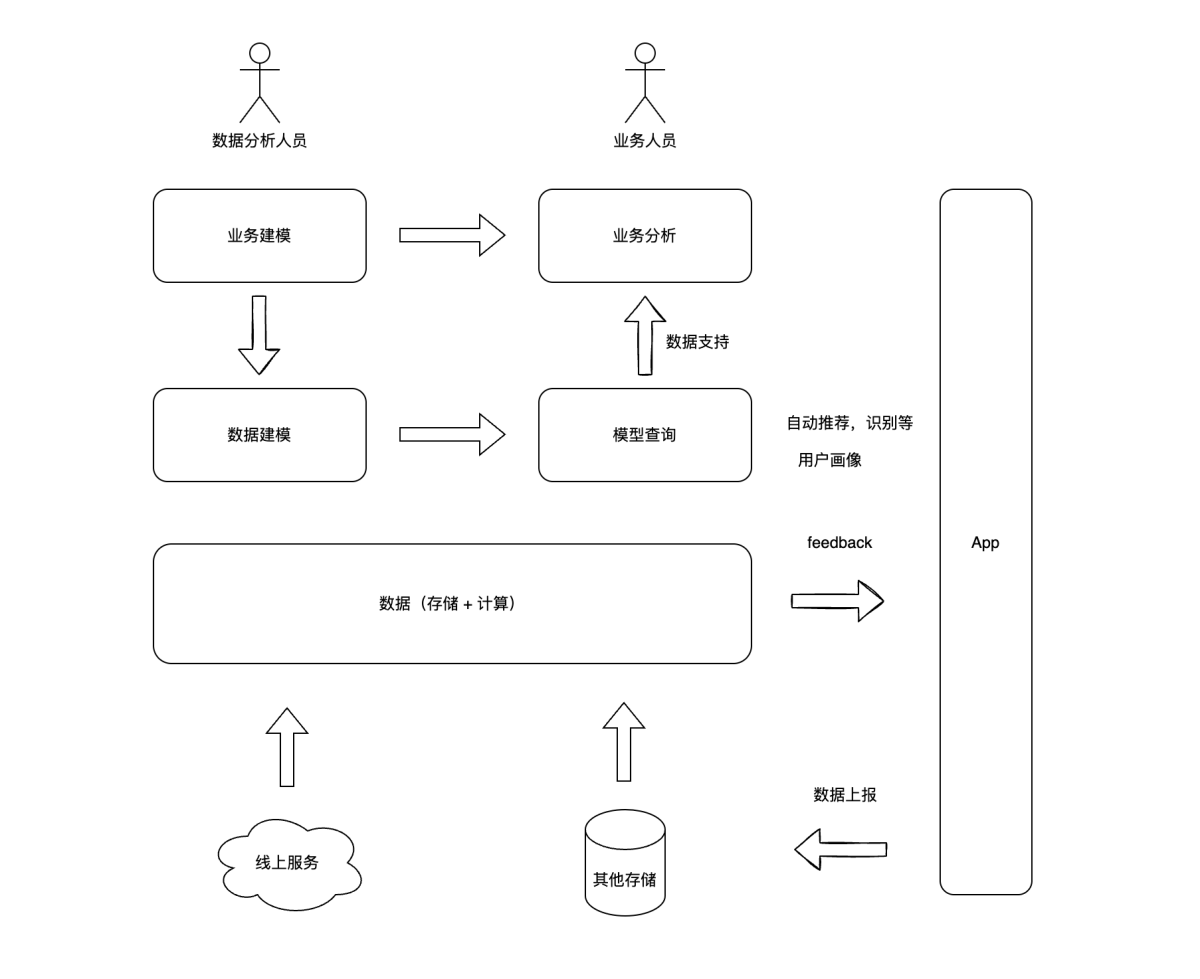 数据分析人员
业务人员
业务建模
业务分析
数据支持
数据建模
模型查询
自动推荐，识别等
用户画像
feedback
App
数据（存储 + 计算）
数据上报
线上服务
其他存储